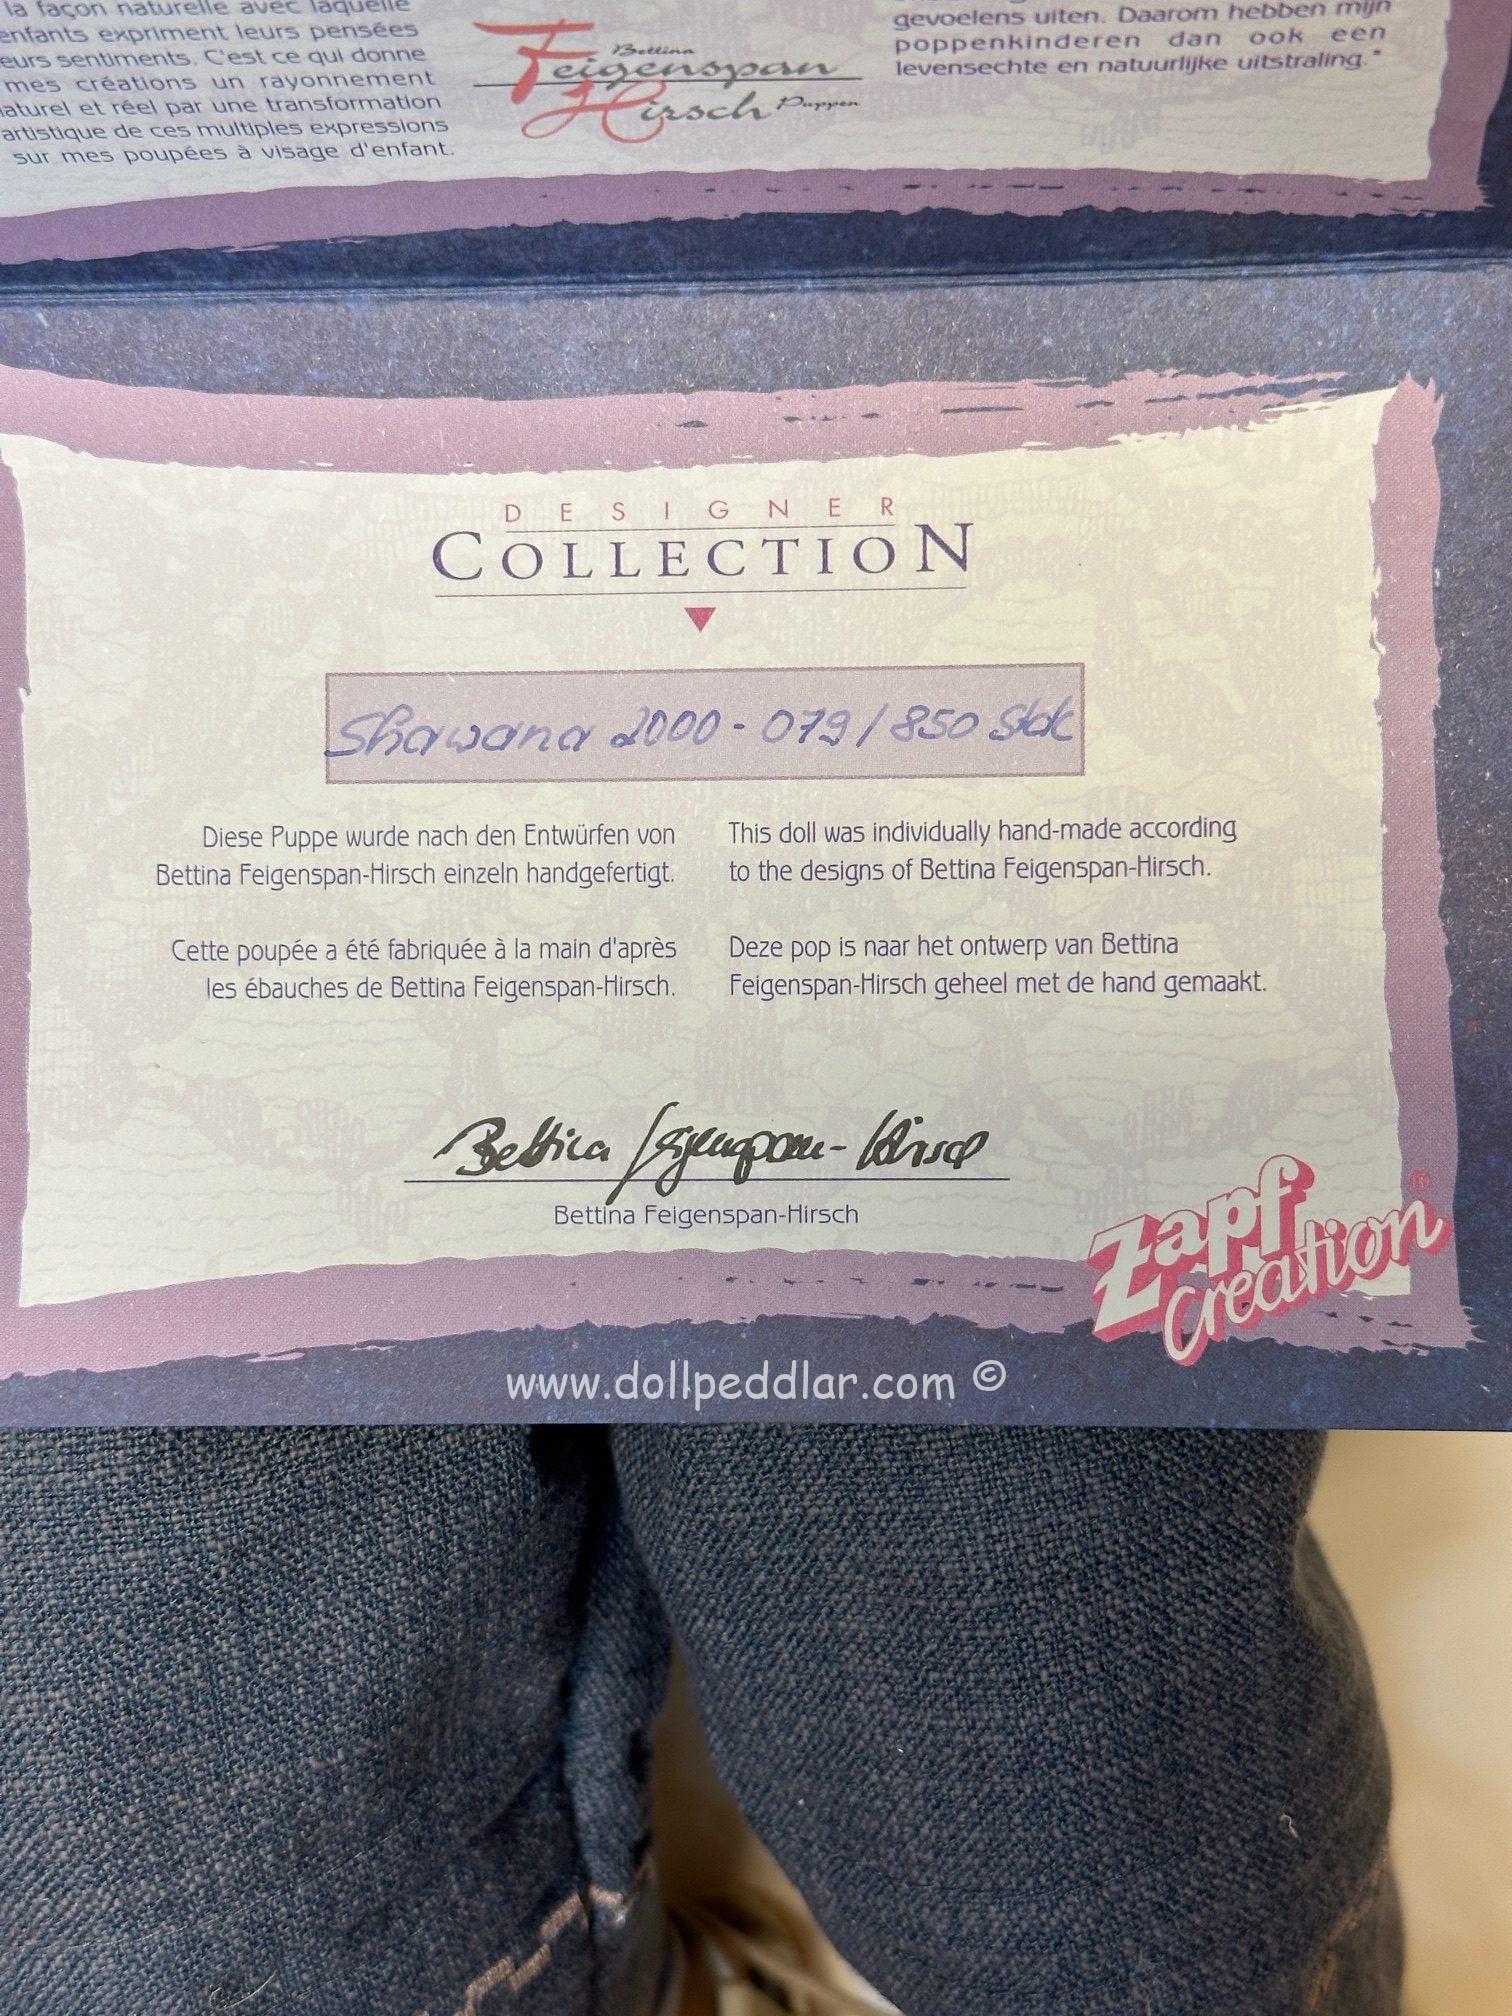 la façon naturelle avec laquelle
enfants expriment leurs pensées
eurs sentiments. C'est ce qui donne
mes créations un rayonnement
naturel et réel par une transformation
artistique de ces multiples expressions
sur mes poupées à visage d'enfant.
Bettina
Feigenspan
Hirsch Puppen
gevoelens uiten. Daarom hebben mijn
poppenkinderen dan ook een
levensechte en natuurlijke uitstraling."
DESIGNER
COLLECTION
Shawana 2000 - 079 / 850 Stck
Diese Puppe wurde nach den Entwürfen von
Bettina Feigenspan-Hirsch einzeln handgefertigt.
This doll was individually hand-made according
to the designs of Bettina Feigenspan-Hirsch.
Cette poupée a été fabriquée à la main d'après
les ébauches de Bettina Feigenspan-Hirsch.
Deze pop is naar het ontwerp van Bettina
Feigenspan-Hirsch geheel met de hand gemaakt.
Bettina Feigenspan-Hirsch
Bettina Feigenspan-Hirsch
Zapf
Creation ®
www.dollpeddlar.com ©